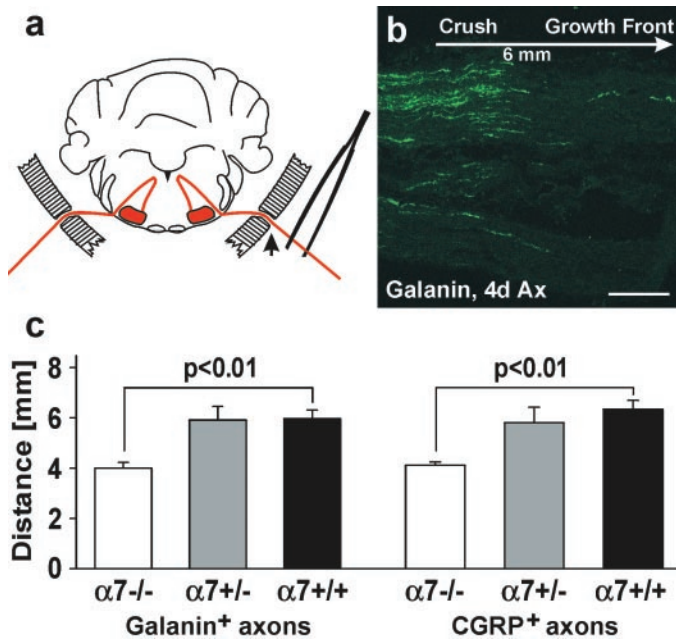 a
b
Crush Growth Front
6 mm
Galanin, 4d Ax
c
8
6
4
2
0
Distance [mm]
p<0.01
p<0.01
α7-/- α7+/- α7+/+ α7-/- α7+/- α7+/+
Galanin⁺ axons CGRP⁺ axons